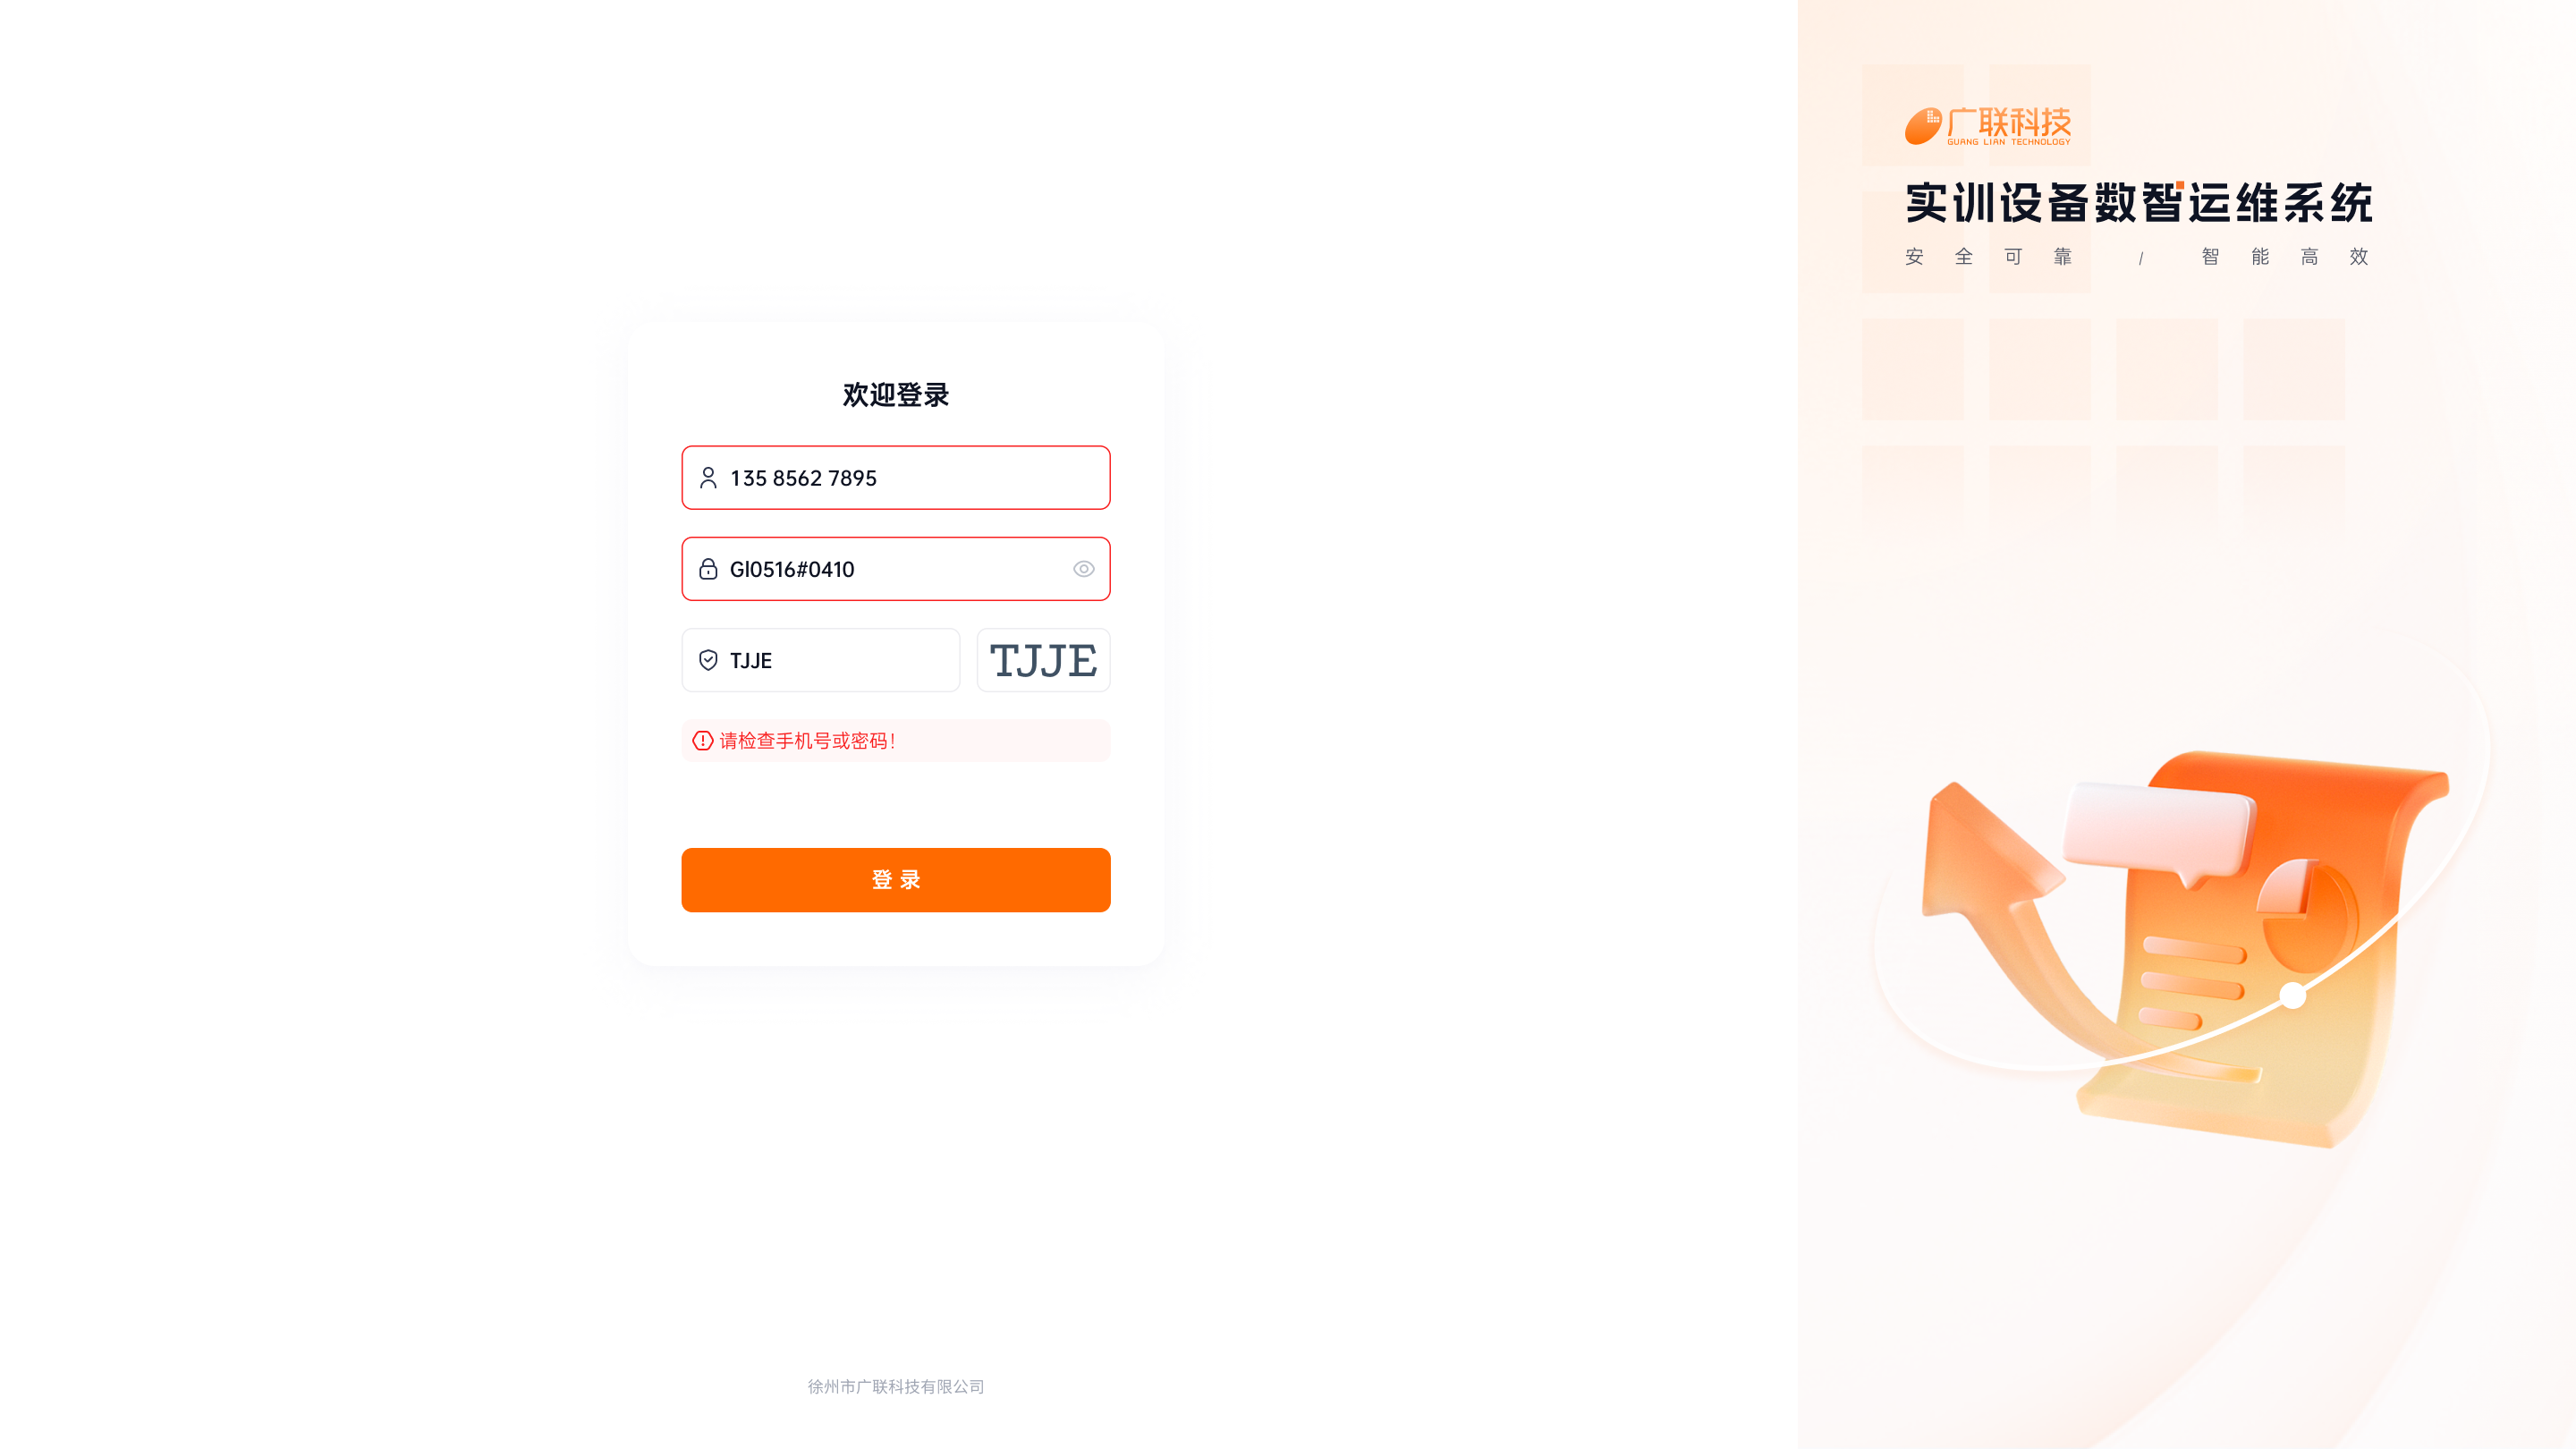 欢迎登录
135 8562 7895
Gl0516#0410
TJJE
TJJE
请检查手机号或密码!
登 录
徐州市广联科技有限公司
广联科技
GUANG LIAN TECHNOLOGY
实训设备数智运维系统
安全可靠 / 智能高效